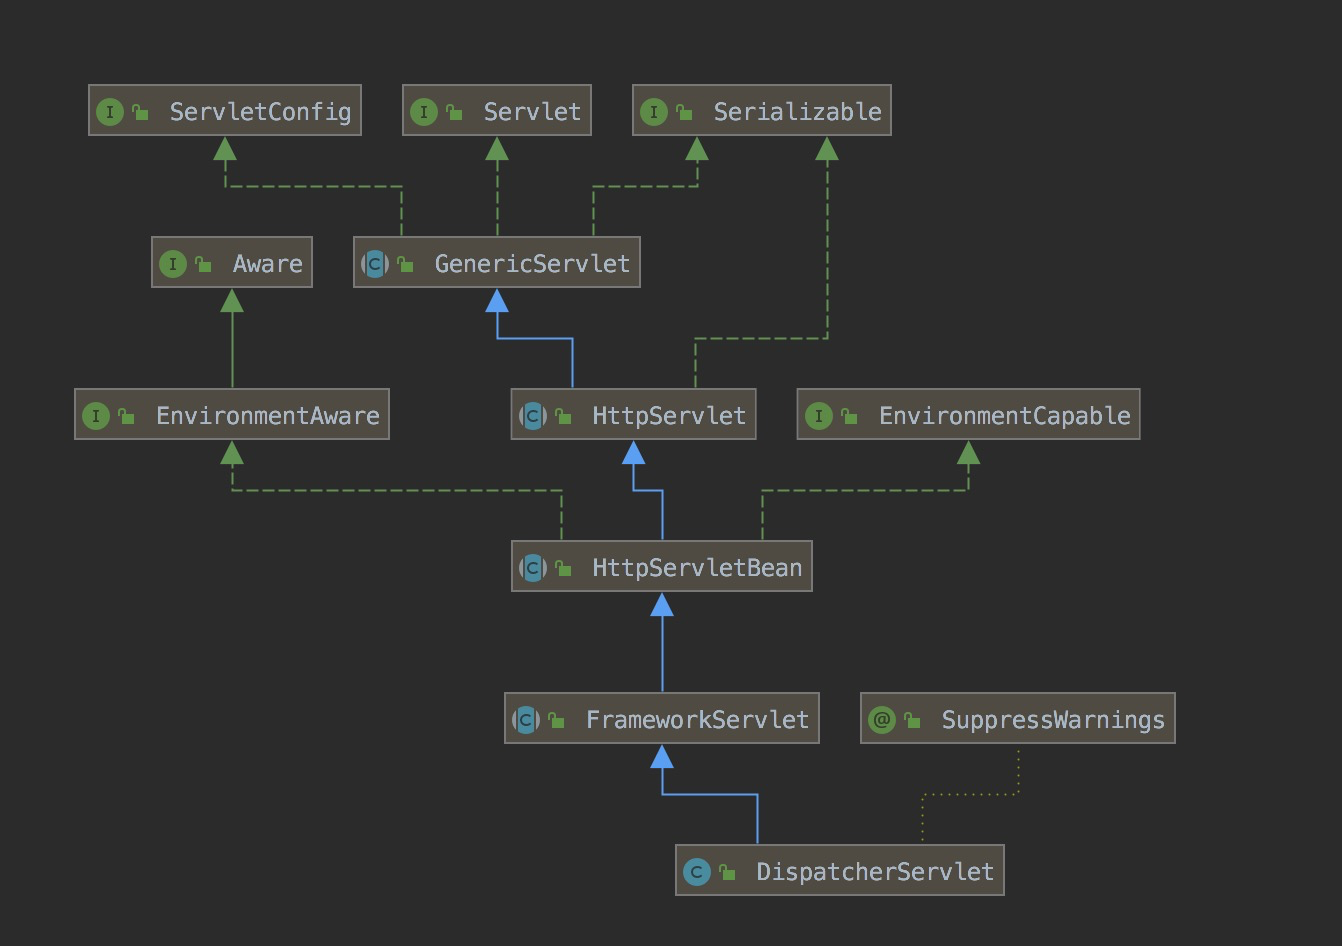 I ServletConfig
I Servlet
I Serializable
I Aware
C GenericServlet
I EnvironmentAware
C HttpServlet
I EnvironmentCapable
C HttpServletBean
C FrameworkServlet
@ SuppressWarnings
C DispatcherServlet